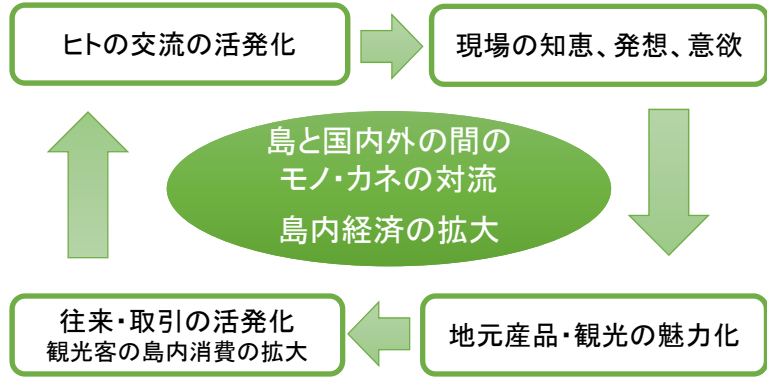 ヒトの交流の活発化
現場の知恵、発想、意欲
島と国内外の間の
モノ・カネの対流
島内経済の拡大
往来・取引の活発化
観光客の島内消費の拡大
地元産品・観光の魅力化